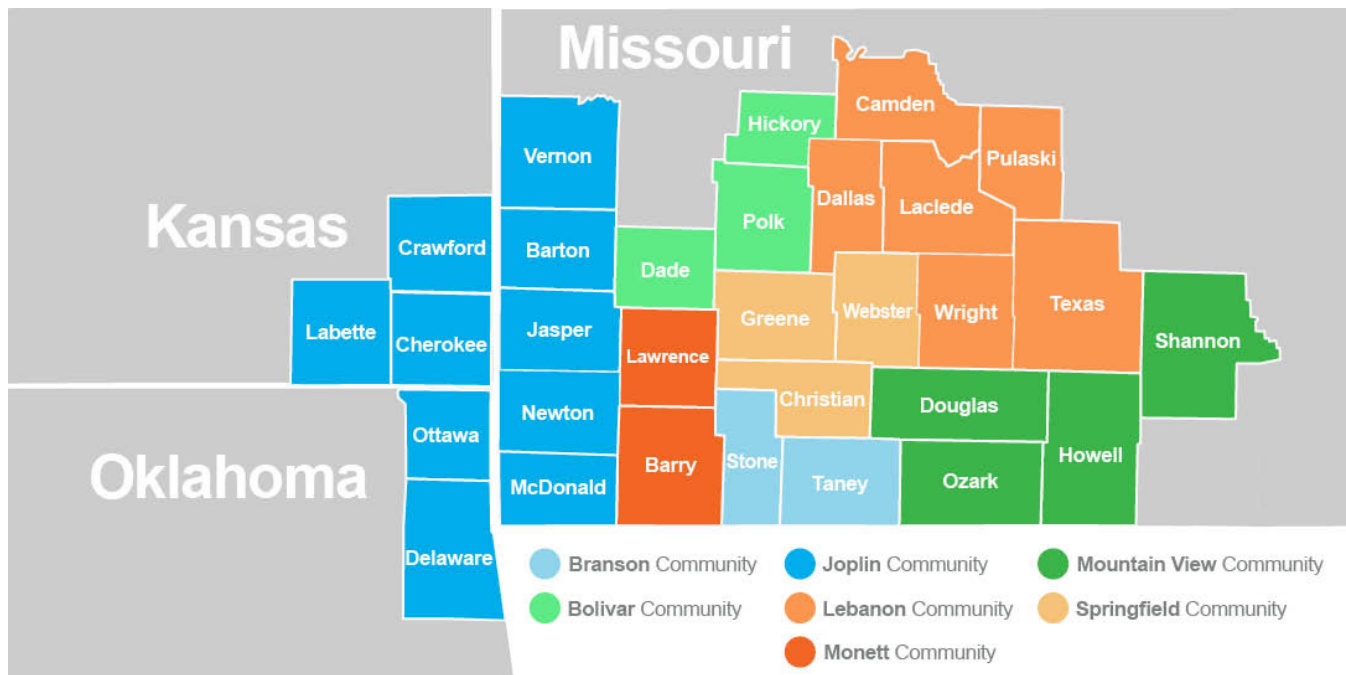 Missouri
Camden
Hickory
Pulaski
Vernon
Dallas
Laclede
Kansas
Polk
Crawford
Barton
Dade
Texas
Labette
Cherokee
Jasper
Greene
Webster
Wright
Shannon
Lawrence
Newton
Christian
Douglas
Ottawa
Oklahoma
McDonald
Barry
Stone
Taney
Ozark
Howell
Delaware
Branson Community
Joplin Community
Mountain View Community
Bolivar Community
Lebanon Community
Springfield Community
Monett Community